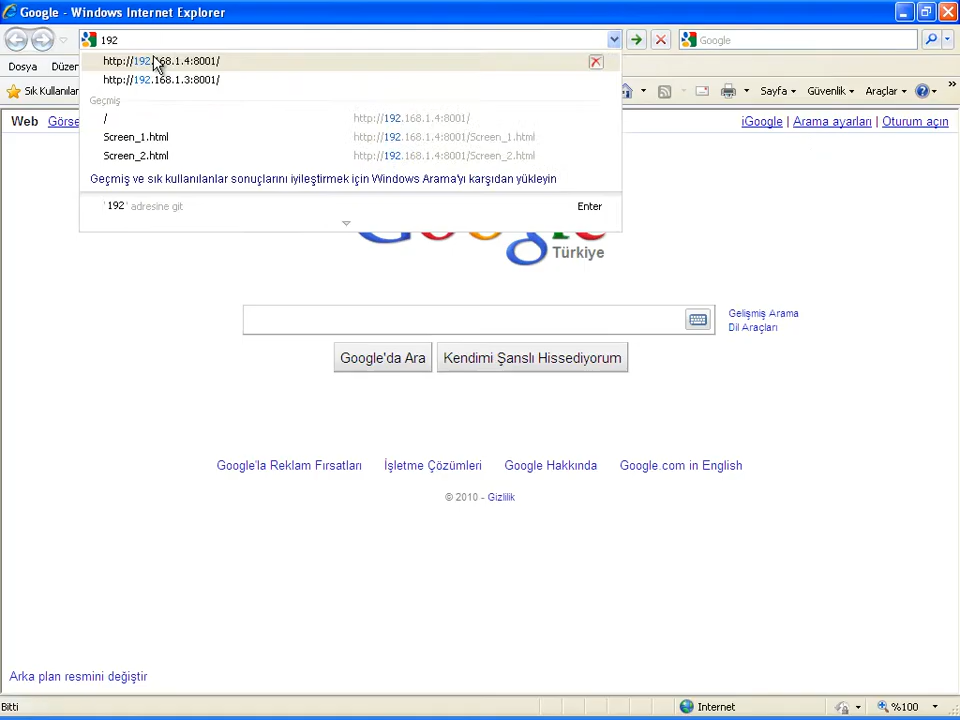 Google - Windows Internet Explorer
192
Google
http://192.168.1.4:8001/
Dosya
http://192.168.1.3:8001/
Sık Kullanılar
Sayfa
Güvenlik
Araçlar
»
Geçmiş
Web
iGoogle | Arama ayarları | Oturum açın
/ http://192.168.1.4:8001/
Screen_1.html http://192.168.1.4:8001/Screen_1.html
Screen_2.html http://192.168.1.4:8001/Screen_2.html
Geçmiş ve sık kullanılanlar sonuçlarını iyileştirmek için Windows Arama'yı karşıdan yükleyin
'192' adresine git Enter
Türkiye
Gelişmiş Arama
Dil Araçları
Google'da Ara
Kendimi Şanslı Hissediyorum
Google'la Reklam Fırsatları İşletme Çözümleri Google Hakkında Google.com in English
© 2010 - Gizlilik
Arka plan resmini değiştir
Bitti
Internet
%100